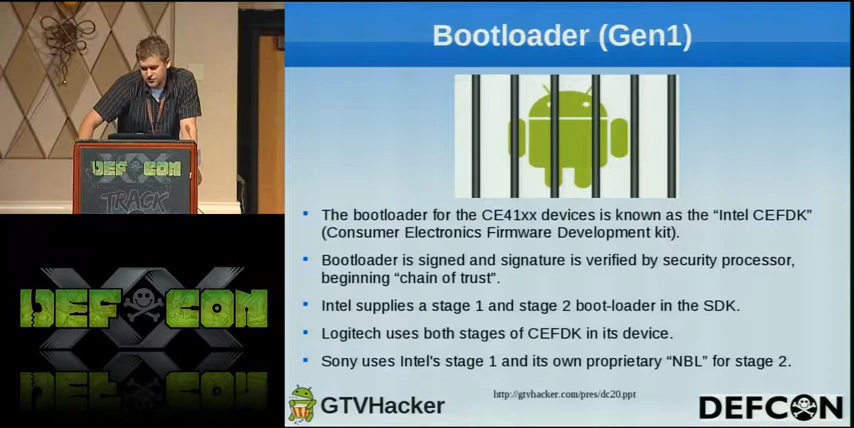 Bootloader (Gen1)
DEF CON
TRACK
The bootloader for the CE41xx devices is known as the “Intel CEFDK”
(Consumer Electronics Firmware Development kit).
Bootloader is signed and signature is verified by security processor,
beginning “chain of trust”.
Intel supplies a stage 1 and stage 2 boot-loader in the SDK.
Logitech uses both stages of CEFDK in its device.
Sony uses Intel's stage 1 and its own proprietary “NBL” for stage 2.
XX
DEF CON
DEF CON
GTVHacker
http://gtvhacker.com/pres/dc20.ppt
DEFCON